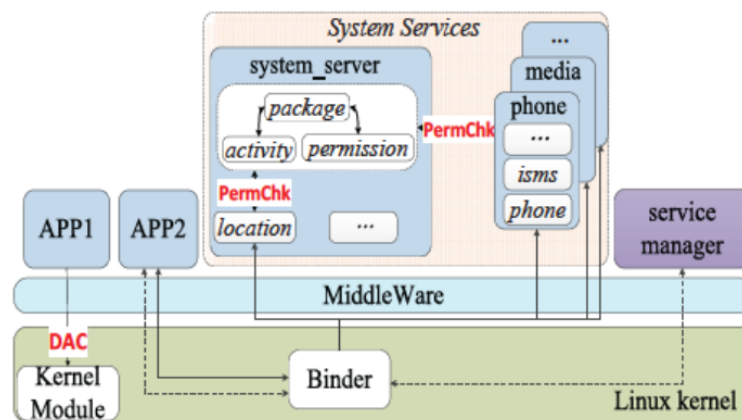 System Services
system_server
package
activity
permission
PermChk
location
...
PermChk
...
media
phone
...
isms
phone
APP1
APP2
service
manager
MiddleWare
DAC
Kernel
Module
Binder
Linux kernel